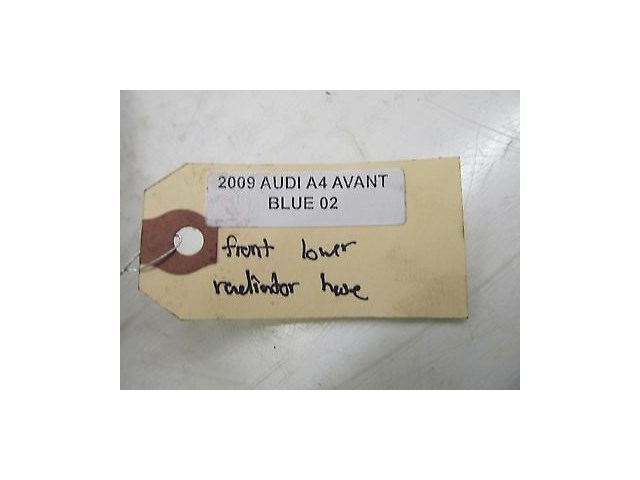 2009 AUDI A4 AVANT
BLUE 02
front lower
radiator hose